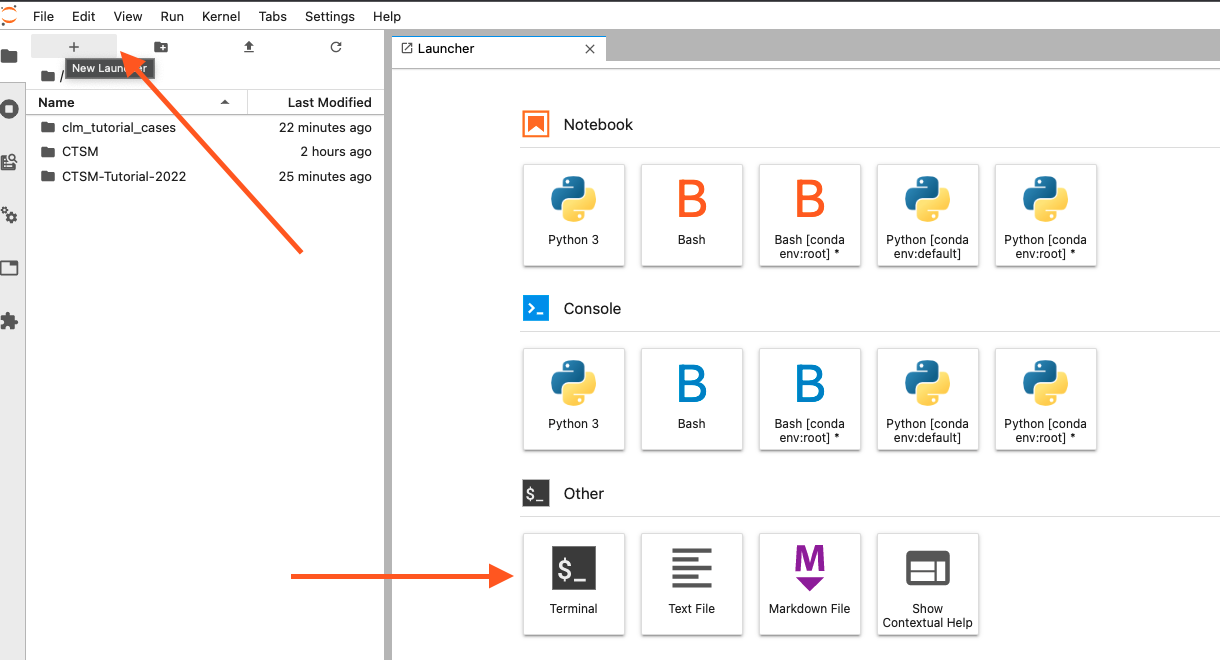 File Edit View Run Kernel Tabs Settings Help
Launcher
New Launcher
/
Name Last Modified
clm_tutorial_cases 22 minutes ago
CTSM 2 hours ago
CTSM-Tutorial-2022 25 minutes ago
Notebook
Python 3
Bash
Bash [conda
env:root] *
Python [conda
env:default]
Python [conda
env:root] *
Console
Python 3
Bash
Bash [conda
env:root] *
Python [conda
env:default]
Python [conda
env:root] *
$_ Other
$_
Terminal
Text File
M
Markdown File
Show
Contextual Help